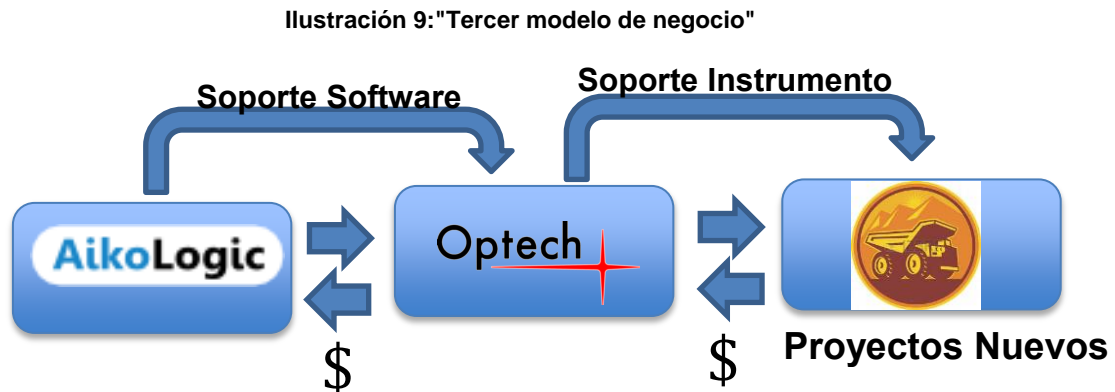 Ilustración 9:"Tercer modelo de negocio"
Soporte Software
Soporte Instrumento
AikoLogic
Optech
$
$
Proyectos Nuevos